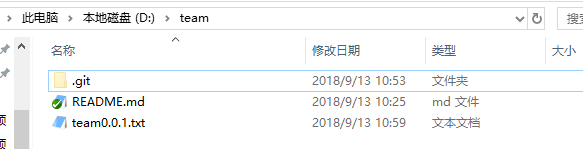 此电脑 > 本地磁盘 (D:) > team
名称 修改日期 类型 大小
.git 2018/9/13 10:53 文件夹
README.md 2018/9/13 10:25 md 文件
team0.0.1.txt 2018/9/13 10:59 文本文档